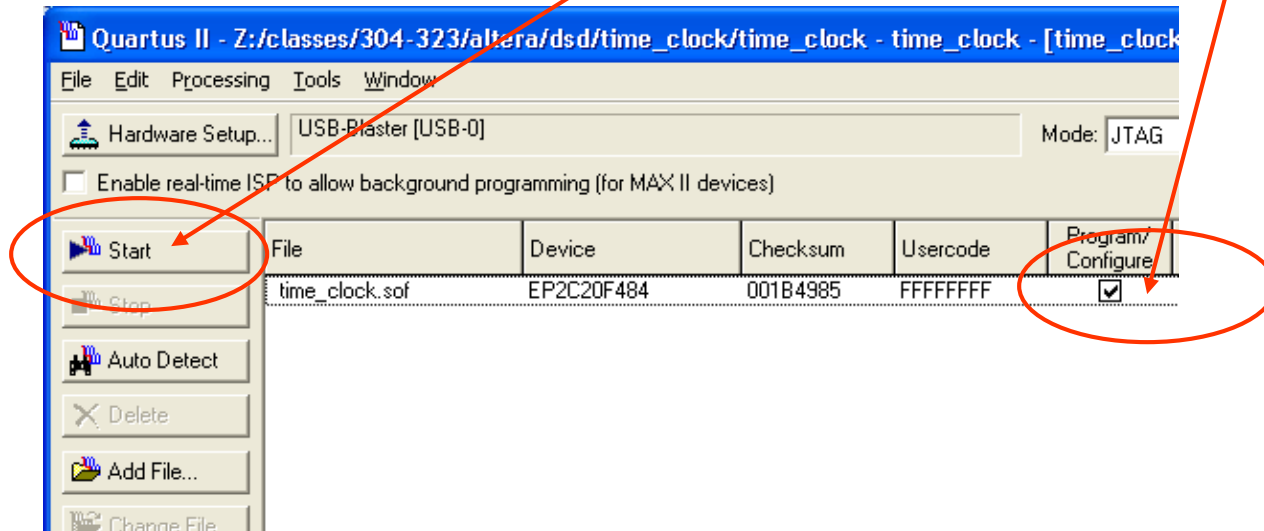 Quartus II - Z:/classes/304-323/altera/dsd/time_clock/time_clock - time_clock - [time_clock
File Edit Processing Tools Window
Hardware Setup... USB-Blaster [USB-0] Mode: JTAG
Enable real-time ISP to allow background programming (for MAX II devices)
Start File Device Checksum Usercode Program/
Configure
time_clock.sof EP2C20F484 001B4985 FFFFFFFF
Stop
Auto Detect
Delete
Add File...
Change File